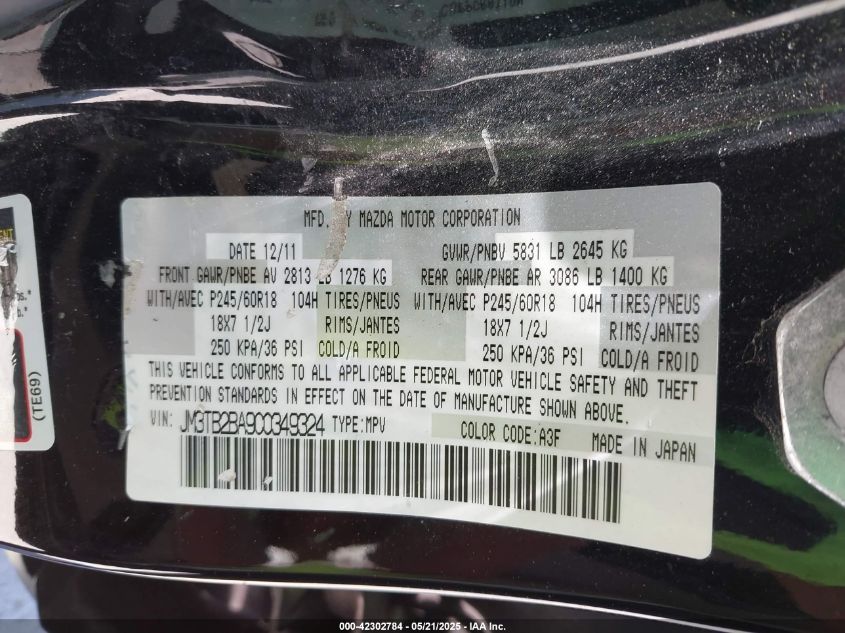 MFD. BY MAZDA MOTOR CORPORATION
DATE 12/11 GVWR/PNBV 5831 LB 2645 KG
FRONT GAWR/PNBE AV 2813 LB 1276 KG REAR GAWR/PNBE AR 3086 LB 1400 KG
WITH/AVEC P245/60R18 104H TIRES/PNEUS WITH/AVEC P245/60R18 104H TIRES/PNEUS
18X7 1/2J RIMS/JANTES 18X7 1/2J RIMS/JANTES
250 KPA/36 PSI COLD/A FROID 250 KPA/36 PSI COLD/A FROID
THIS VEHICLE CONFORMS TO ALL APPLICABLE FEDERAL MOTOR VEHICLE SAFETY AND THEFT
PREVENTION STANDARDS IN EFFECT ON THE DATE OF MANUFACTURE SHOWN ABOVE.
VIN: JM3TB2BA9C0349324 TYPE:MPV COLOR CODE:A3F MADE IN JAPAN
(TE69)
000-42302784 - 05/21/2025 - IAA Inc.